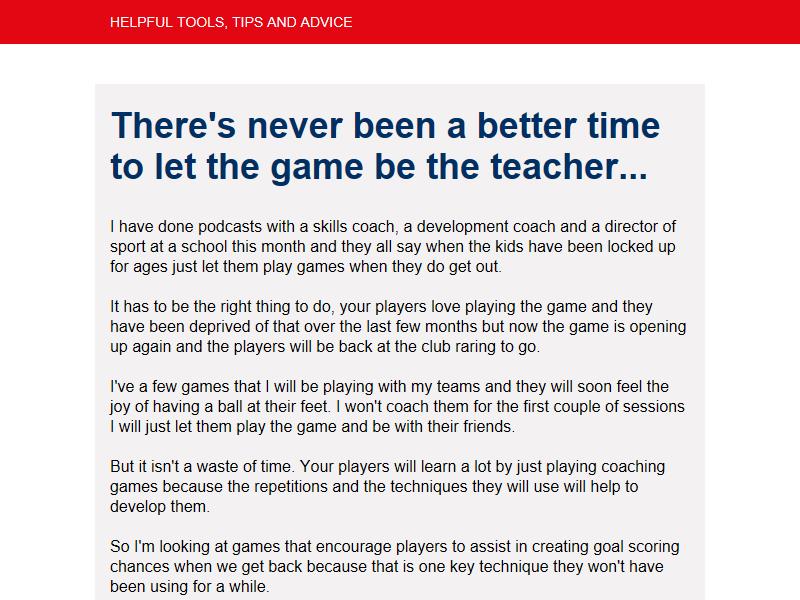 HELPFUL TOOLS, TIPS AND ADVICE
There's never been a better time
to let the game be the teacher...
I have done podcasts with a skills coach, a development coach and a director of
sport at a school this month and they all say when the kids have been locked up
for ages just let them play games when they do get out.
It has to be the right thing to do, your players love playing the game and they
have been deprived of that over the last few months but now the game is opening
up again and the players will be back at the club raring to go.
I've a few games that I will be playing with my teams and they will soon feel the
joy of having a ball at their feet. I won't coach them for the first couple of sessions
I will just let them play the game and be with their friends.
But it isn't a waste of time. Your players will learn a lot by just playing coaching
games because the repetitions and the techniques they will use will help to
develop them.
So I'm looking at games that encourage players to assist in creating goal scoring
chances when we get back because that is one key technique they won't have
been using for a while.